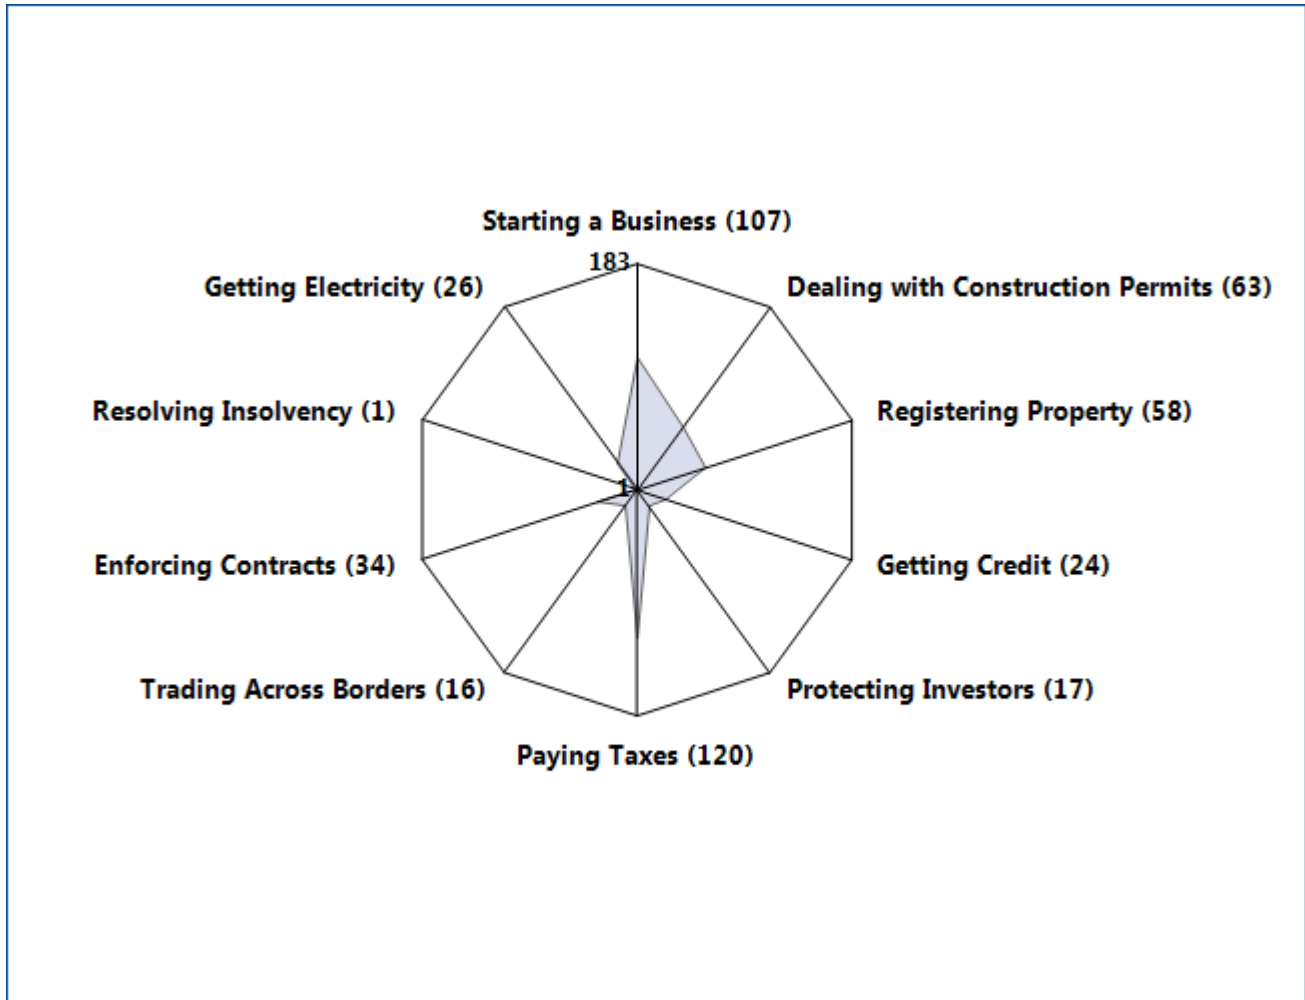 Starting a Business (107)
183
Getting Electricity (26)
Dealing with Construction Permits (63)
Resolving Insolvency (1)
Registering Property (58)
1
Enforcing Contracts (34)
Getting Credit (24)
Trading Across Borders (16)
Protecting Investors (17)
Paying Taxes (120)